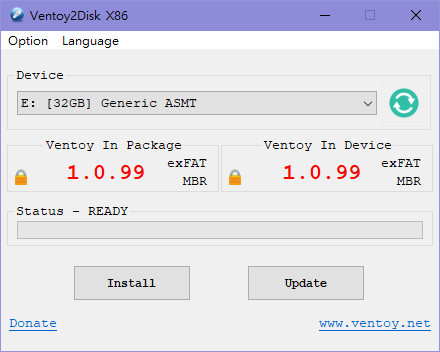 Ventoy2Disk X86
Option Language
Device
E: [32GB] Generic ASMT
Ventoy In Package
1.0.99
exFAT
MBR
Ventoy In Device
1.0.99
exFAT
MBR
Status - READY
Install Update
Donate www.ventoy.net